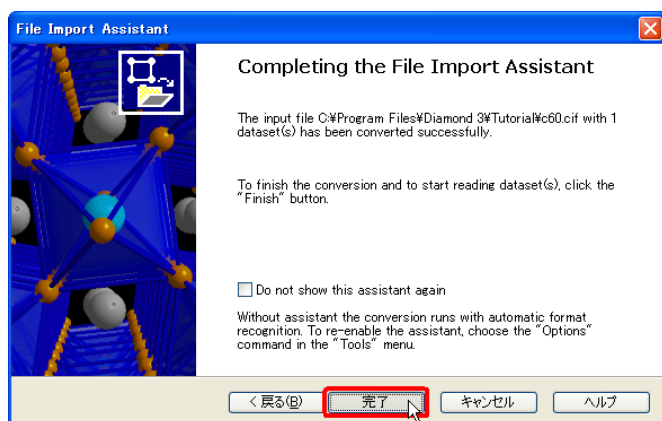 File Import Assistant
Completing the File Import Assistant
The input file C:¥Program Files¥Diamond 3¥Tutorial¥c60.cif with 1
dataset(s) has been converted successfully.
To finish the conversion and to start reading dataset(s), click the
"Finish" button.
Do not show this assistant again
Without assistant the conversion runs with automatic format
recognition. To re-enable the assistant, choose the "Options"
command in the "Tools" menu.
< 戻る(B) 完了 キャンセル ヘルプ